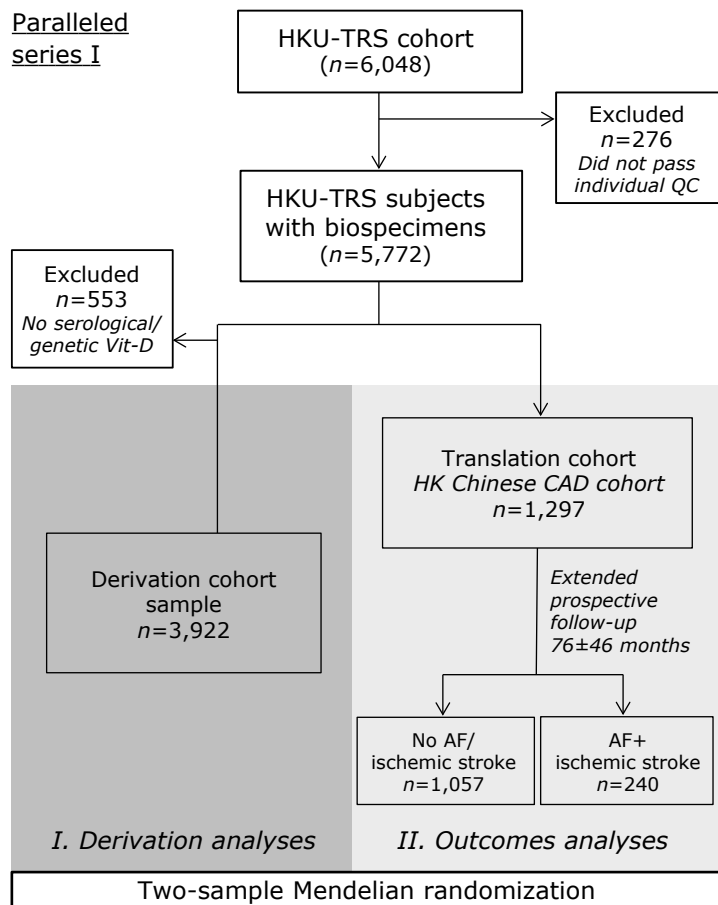 Paralleled
series I
HKU-TRS cohort
(n=6,048)
Excluded
n=276
Did not pass
individual QC
HKU-TRS subjects
with biospecimens
(n=5,772)
Excluded
n=553
No serological/
genetic Vit-D
Translation cohort
HK Chinese CAD cohort
n=1,297
Derivation cohort
sample
n=3,922
Extended
prospective
follow-up
76±46 months
No AF/
ischemic stroke
n=1,057
AF+
ischemic stroke
n=240
I. Derivation analyses
II. Outcomes analyses
Two-sample Mendelian randomization